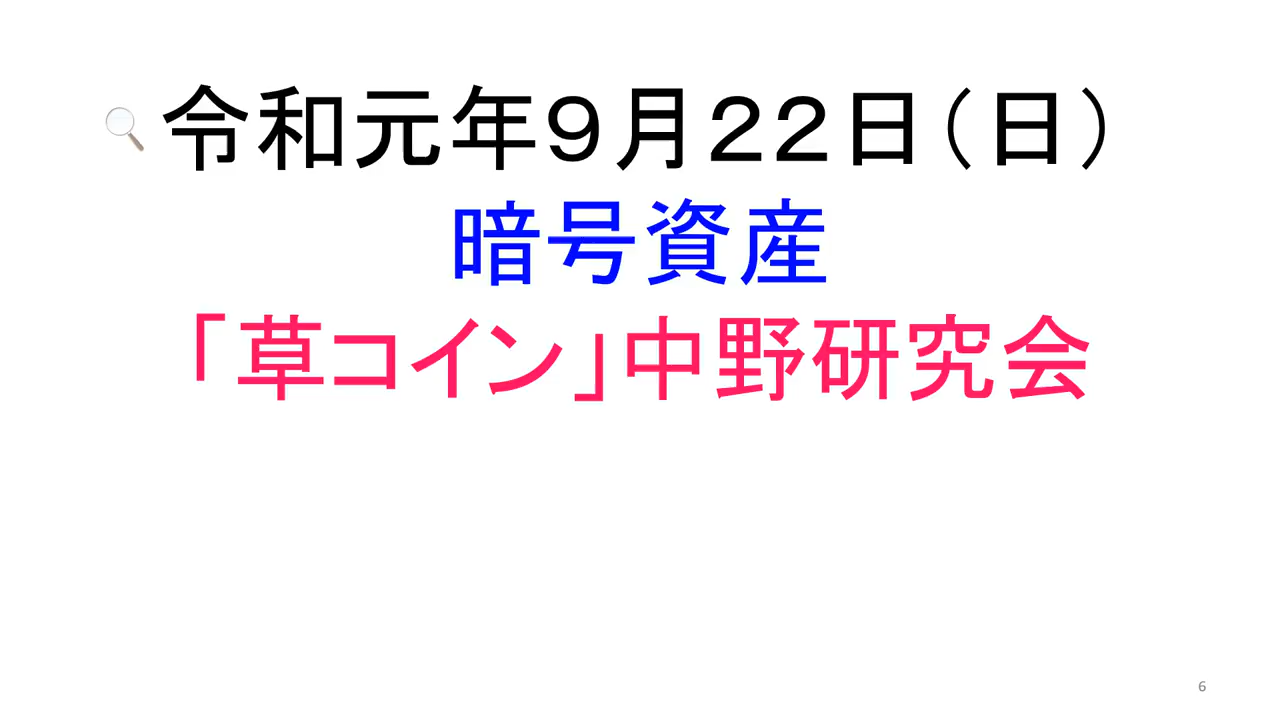 令和元年９月２２日（日）
暗号資産
「草コイン」中野研究会
6